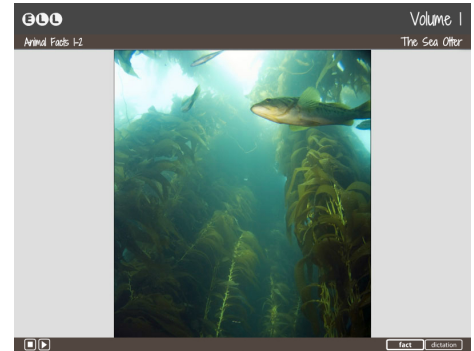 ELL
Volume 1
Animal Facts 1-2
The Sea Otter
fact
dictation